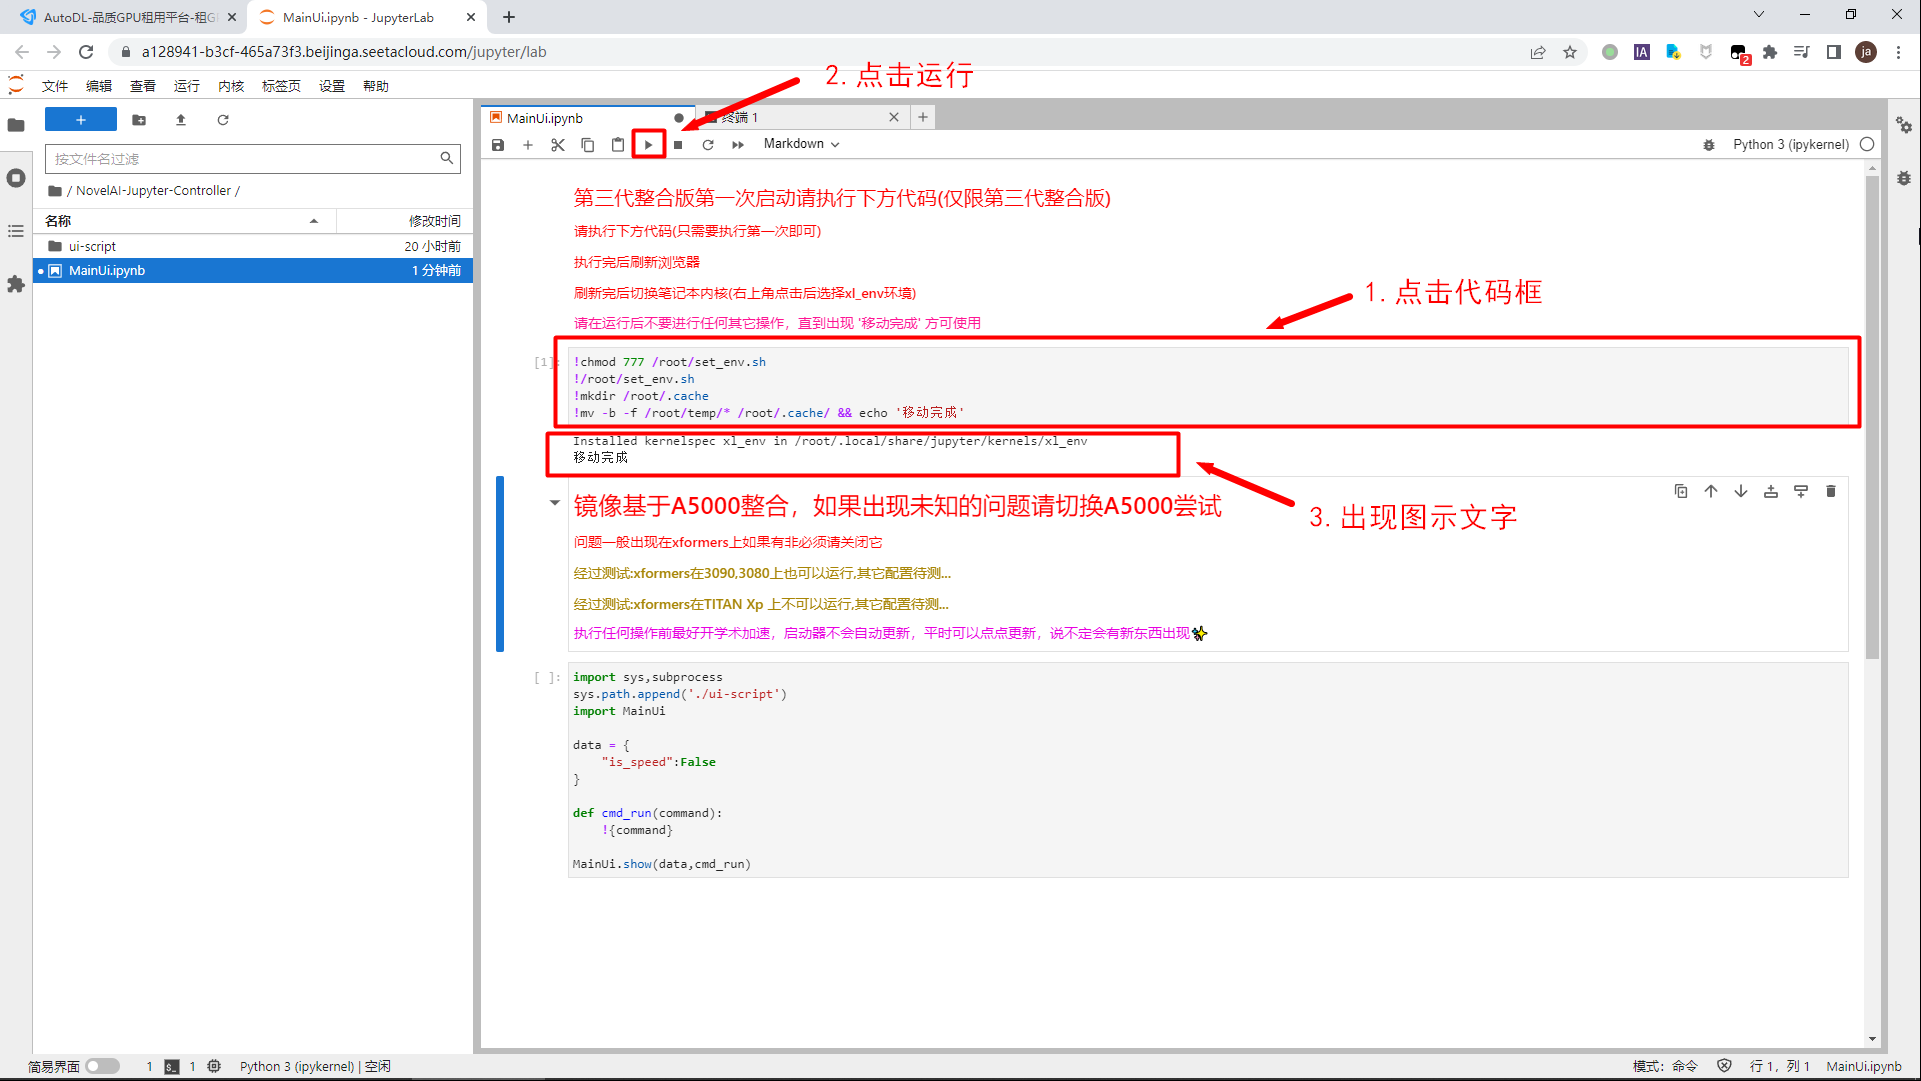 AutoDL-品质GPU租用平台-租G
MainUi.ipynb - JupyterLab
a128941-b3cf-465a73f3.beijinga.seetacloud.com/jupyter/lab
IA
2
ja
文件 编辑 查看 运行 内核 标签页 设置 帮助
2. 点击运行
MainUi.ipynb
终端 1
按文件名过滤
Markdown
Python 3 (ipykernel)
/ NovelAI-Jupyter-Controller /
名称 修改时间
ui-script 20 小时前
MainUi.ipynb 1 分钟前
第三代整合版第一次启动请执行下方代码(仅限第三代整合版)
请执行下方代码(只需要执行第一次即可)
执行完后刷新浏览器
刷新完后切换笔记本内核(右上角点击后选择xl_env环境)
请在运行后不要进行任何其它操作，直到出现 '移动完成' 方可使用
1. 点击代码框
[1]:
!chmod 777 /root/set_env.sh
!/root/set_env.sh
!mkdir /root/.cache
!mv -b -f /root/temp/* /root/.cache/ && echo '移动完成'
Installed kernelspec xl_env in /root/.local/share/jupyter/kernels/xl_env
移动完成
3. 出现图示文字
镜像基于A5000整合，如果出现未知的问题请切换A5000尝试
问题一般出现在xformers上如果有非必须请关闭它
经过测试:xformers在3090,3080上也可以运行,其它配置待测...
经过测试:xformers在TITAN Xp 上不可以运行,其它配置待测...
执行任何操作前最好开学术加速，启动器不会自动更新，平时可以点点更新，说不定会有新东西出现✨
[ ]:
import sys,subprocess
sys.path.append('./ui-script')
import MainUi
data = {
"is_speed":False
}
def cmd_run(command):
!{command}
MainUi.show(data,cmd_run)
简易界面 1 1 Python 3 (ipykernel) | 空闲
模式: 命令 行 1，列 1 MainUi.ipynb